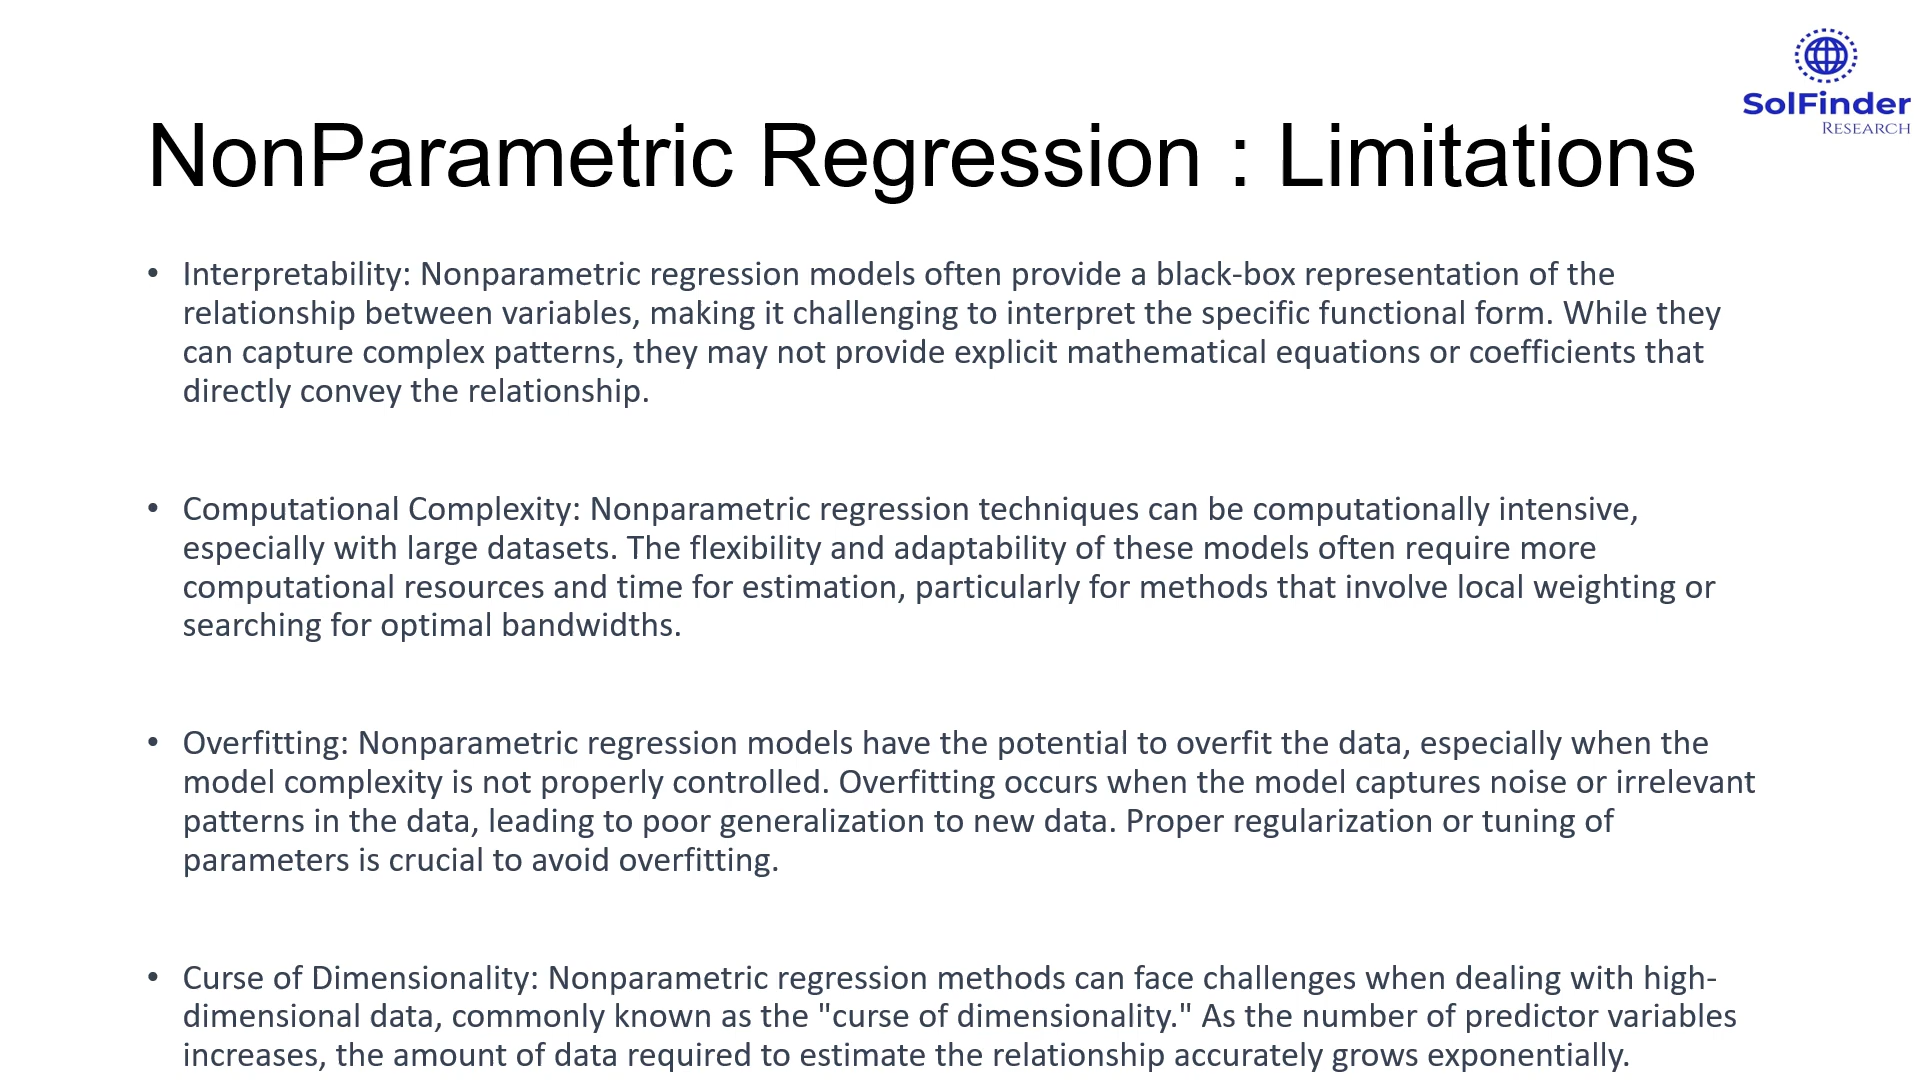 SolFinder
RESEARCH
NonParametric Regression : Limitations
• Interpretability: Nonparametric regression models often provide a black-box representation of the
relationship between variables, making it challenging to interpret the specific functional form. While they
can capture complex patterns, they may not provide explicit mathematical equations or coefficients that
directly convey the relationship.
• Computational Complexity: Nonparametric regression techniques can be computationally intensive,
especially with large datasets. The flexibility and adaptability of these models often require more
computational resources and time for estimation, particularly for methods that involve local weighting or
searching for optimal bandwidths.
• Overfitting: Nonparametric regression models have the potential to overfit the data, especially when the
model complexity is not properly controlled. Overfitting occurs when the model captures noise or irrelevant
patterns in the data, leading to poor generalization to new data. Proper regularization or tuning of
parameters is crucial to avoid overfitting.
• Curse of Dimensionality: Nonparametric regression methods can face challenges when dealing with high-
dimensional data, commonly known as the "curse of dimensionality." As the number of predictor variables
increases, the amount of data required to estimate the relationship accurately grows exponentially.